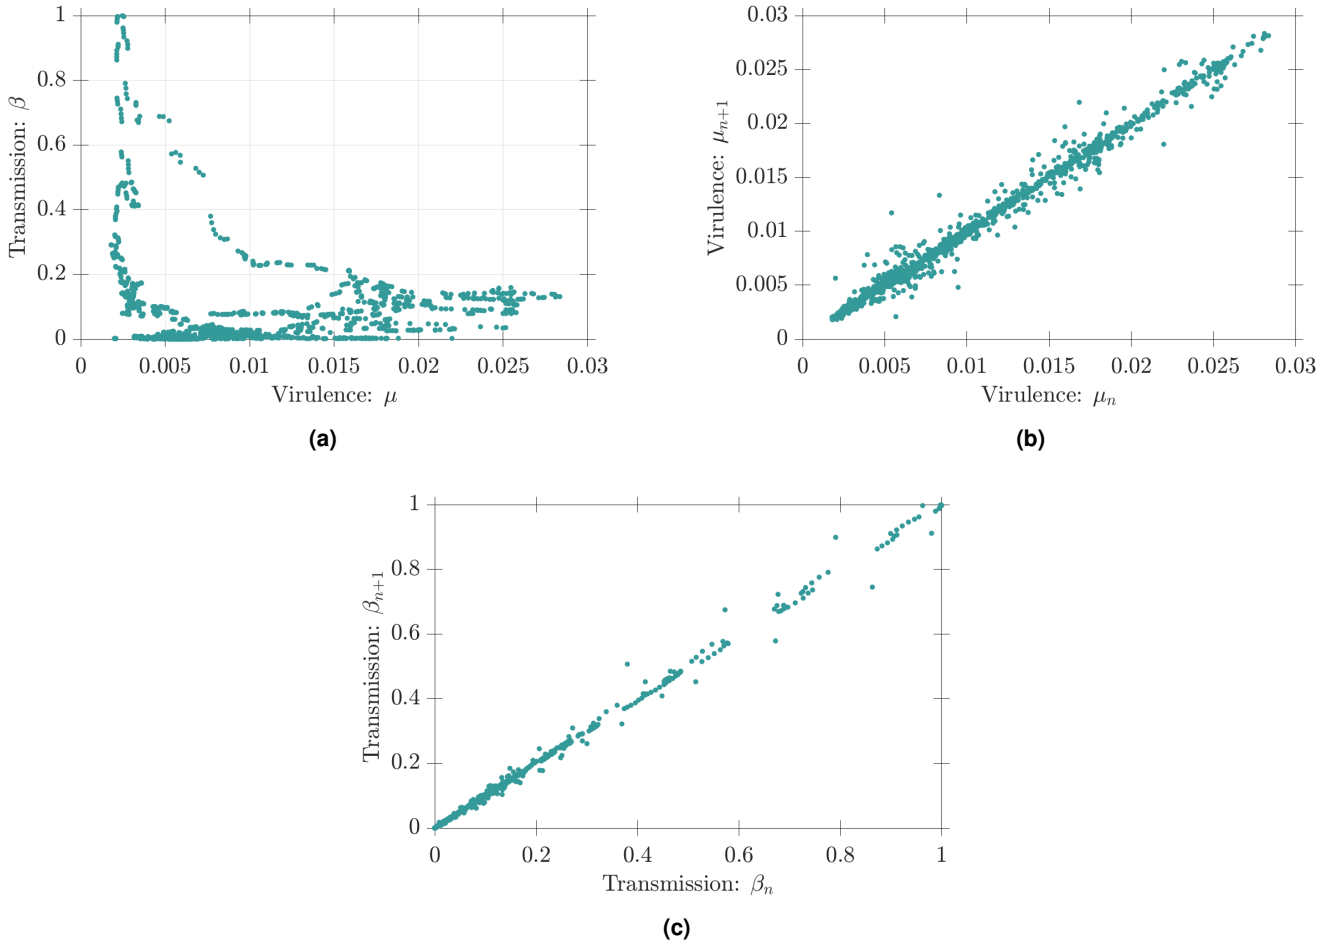 1
0.8
0.6
0.4
0.2
0
Transmission: β
0 0.005 0.01 0.015 0.02 0.025 0.03
Virulence: μ
(a)
0.03
0.025
0.02
0.015
0.01
0.005
0
Virulence: μₙ₊₁
0 0.005 0.01 0.015 0.02 0.025 0.03
Virulence: μₙ
(b)
1
0.8
0.6
0.4
0.2
0
Transmission: βₙ₊₁
0 0.2 0.4 0.6 0.8 1
Transmission: βₙ
(c)